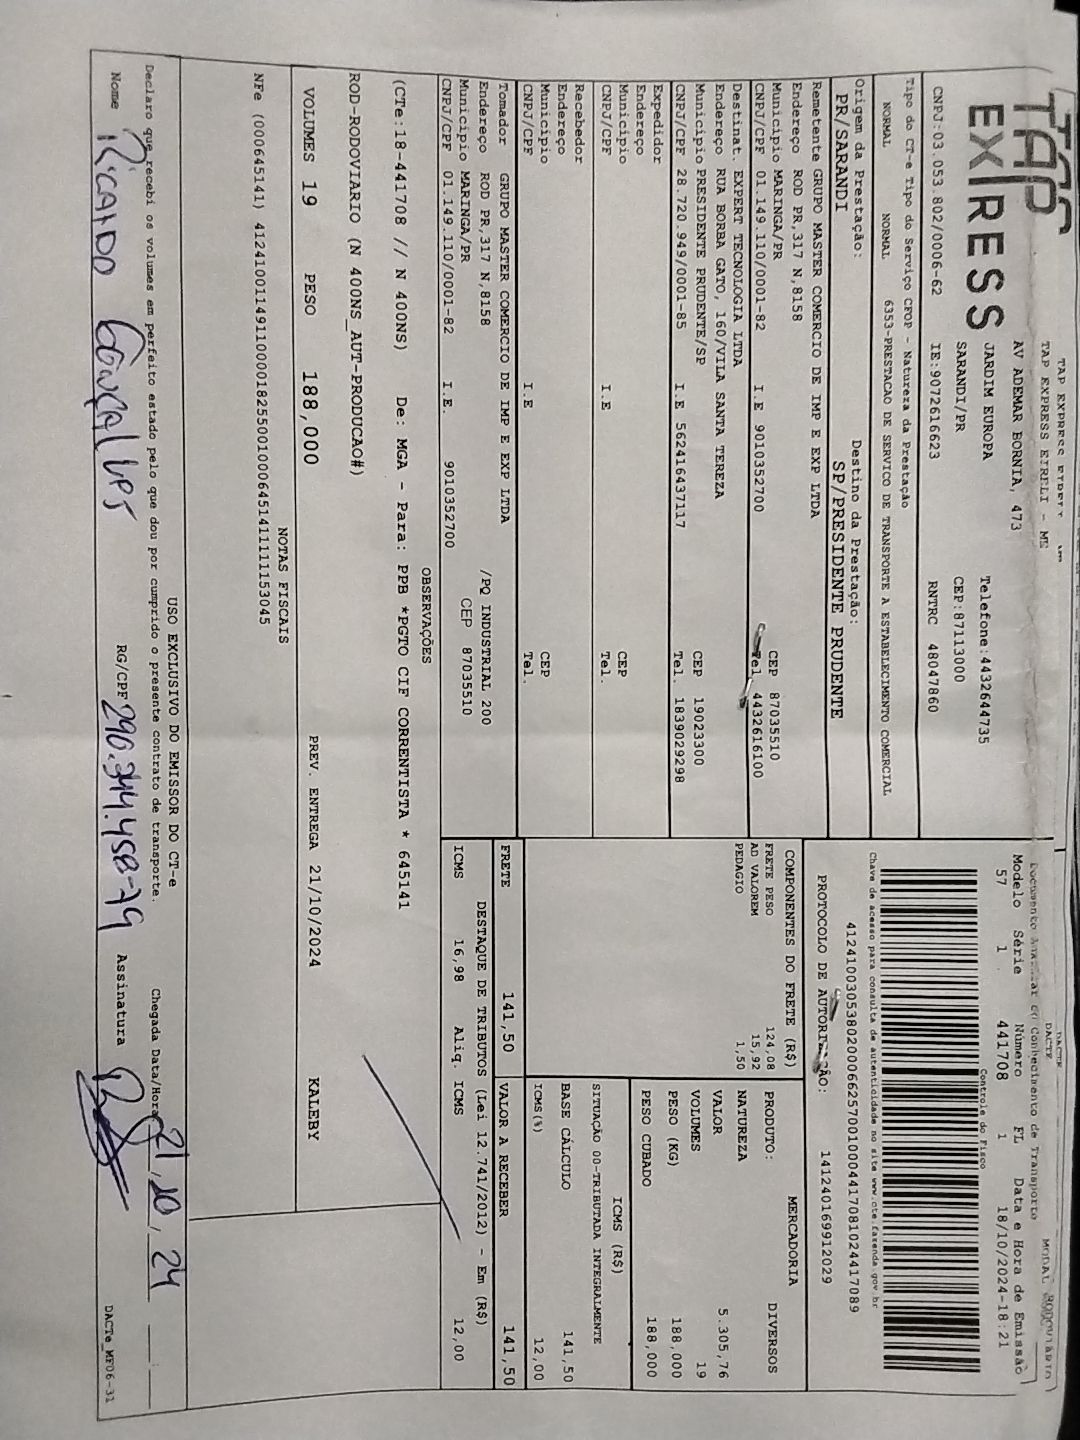 TAP EXPRESS
TAP EXPRESS EIRELI - ME
AV ADEMAR BORNIA, 473
JARDIM EUROPA Telefone:4432644735
SARANDI/PR CEP:87113000
CNPJ:03.053.802/0006-62 IE:9072616623 RNTRC 48047860
DACTE
Documento Auxiliar do Conhecimento de Transporte
MODAL RODOVIÁRIO
Modelo Série Número FL Data e Hora de Emissão
57 1 441708 1 18/10/2024-18:21
Controle do Fisco
Tipo do CT-e Tipo do Serviço CFOP - Natureza da Prestação
NORMAL NORMAL 6353-PRESTACAO DE SERVICO DE TRANSPORTE A ESTABELECIMENTO COMERCIAL
Chave de acesso para consulta de autenticidade no site www.cte.fazenda.gov.br
41241003053802000662570010004417081024417089
Origem da Prestação: Destino da Prestação:
PR/SARANDI SP/PRESIDENTE PRUDENTE
PROTOCOLO DE AUTORIZAÇÃO: 141240169912029
Remetente GRUPO MASTER COMERCIO DE IMP E EXP LTDA
Endereço ROD PR,317 N,8158
Município MARINGA/PR CEP 87035510
CNPJ/CPF 01.149.110/0001-82 I.E 9010352700 Tel 4432616100
Destinat. EXPERT TECNOLOGIA LTDA
Endereço RUA BORBA GATO, 160/VILA SANTA TEREZA
Município PRESIDENTE PRUDENTE/SP CEP 19023300
CNPJ/CPF 28.720.949/0001-85 I.E 562416437117 Tel. 1839029298
Expedidor
Endereço
Município CEP
CNPJ/CPF I.E Tel.
Recebedor
Endereço
Município CEP
CNPJ/CPF I.E Tel.
Tomador GRUPO MASTER COMERCIO DE IMP E EXP LTDA
Endereço ROD PR,317 N,8158 /PQ INDUSTRIAL 200
Município MARINGA/PR CEP 87035510
CNPJ/CPF 01.149.110/0001-82 I.E. 9010352700
COMPONENTES DO FRETE (R$)
FRETE PESO 124,08
AD VALOREM 15,92
PEDAGIO 1,50
MERCADORIA
PRODUTO: DIVERSOS
NATUREZA
VALOR 5.305,76
VOLUMES 19
PESO (KG) 188,000
PESO CUBADO 188,000
ICMS (R$)
SITUAÇÃO 00-TRIBUTADA INTEGRALMENTE
BASE CÁLCULO 141,50
ICMS(%) 12,00
FRETE 141,50 VALOR A RECEBER 141,50
DESTAQUE DE TRIBUTOS (Lei 12.741/2012) - Em (R$)
ICMS 16,98 Aliq. ICMS 12,00
OBSERVAÇÕES
(CTe:18-441708 // N 400NS) De: MGA - Para: PPB *PGTO CIF CORRENTISTA * 645141
ROD-RODOVIARIO (N 400NS_AUT-PRODUCAO#)
VOLUMES 19 PESO 188,000 PREV. ENTREGA 21/10/2024 KALEBY
NOTAS FISCAIS
NFe (000645141) 41241001149110000182550010006451411111153045
USO EXCLUSIVO DO EMISSOR DO CT-e
Declaro que recebi os volumes em perfeito estado pelo que dou por cumprido o presente contrato de transporte. Chegada Data/Hora 21,10,24
Nome Ricardo Gonçalves RG/CPF 290.344.458-79 Assinatura
DACTe_MF06-31